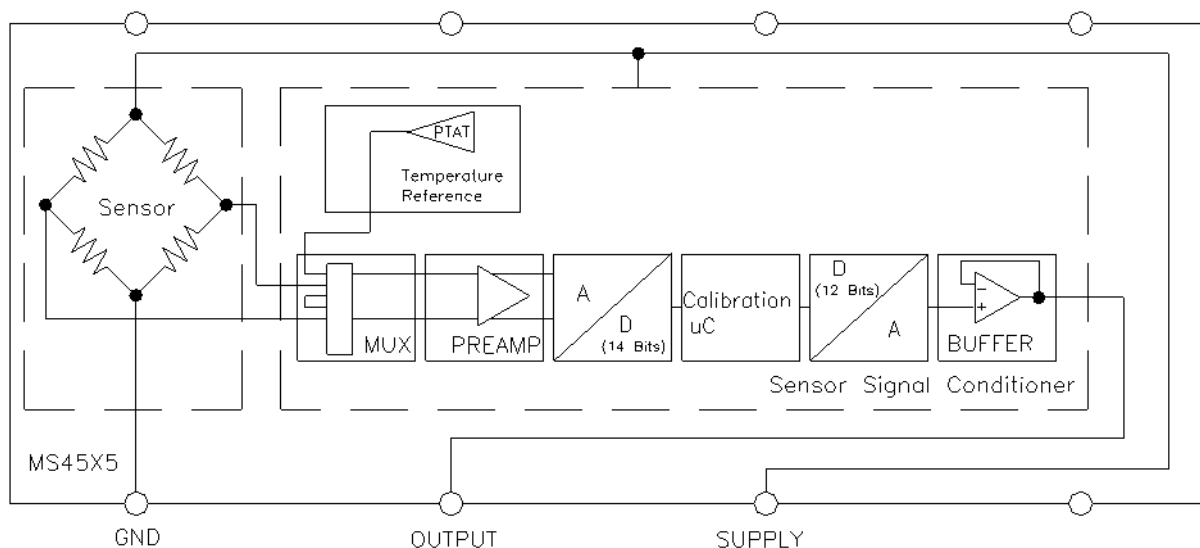 PTAT
Temperature
Reference
Sensor
MUX
PREAMP
A
D
(14 Bits)
Calibration
uC
D
(12 Bits)
A
−
+
BUFFER
Sensor Signal Conditioner
MS45X5
GND
OUTPUT
SUPPLY